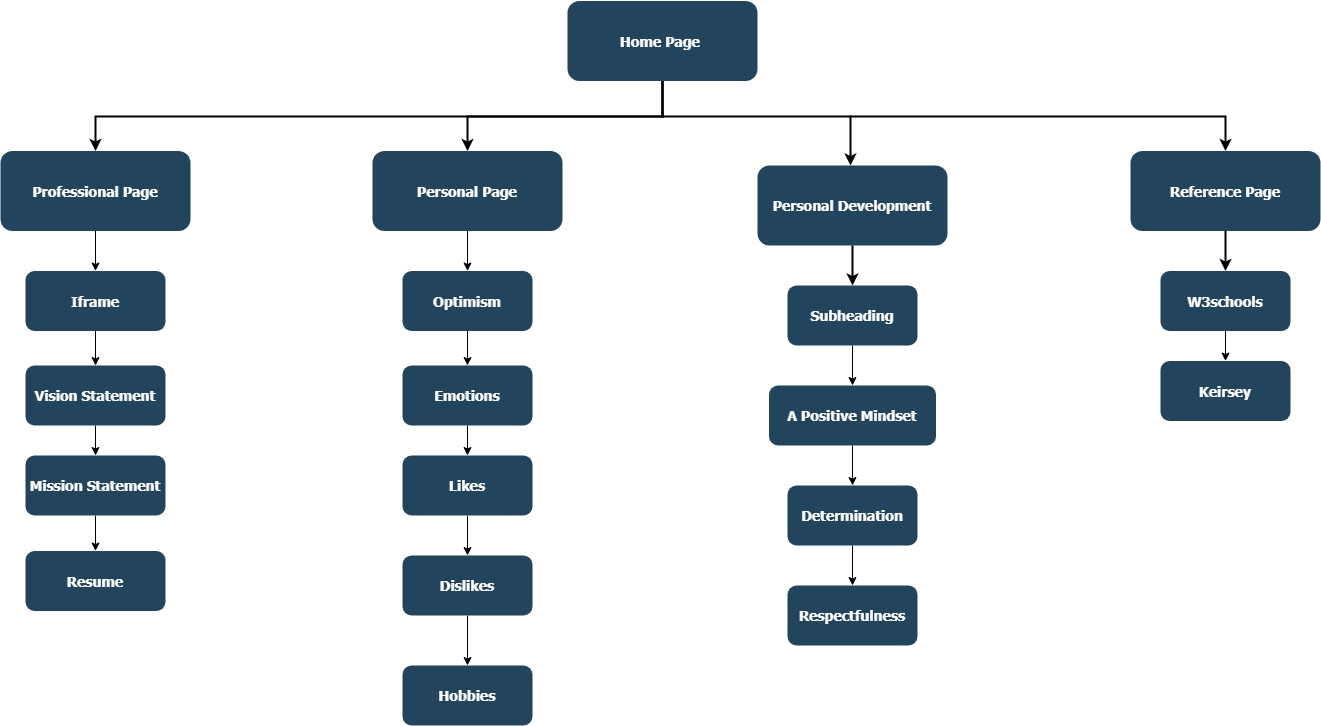 Home Page
Professional Page
Personal Page
Personal Development
Reference Page
Iframe
Vision Statement
Mission Statement
Resume
Optimism
Emotions
Likes
Dislikes
Hobbies
Subheading
A Positive Mindset
Determination
Respectfulness
W3schools
Keirsey